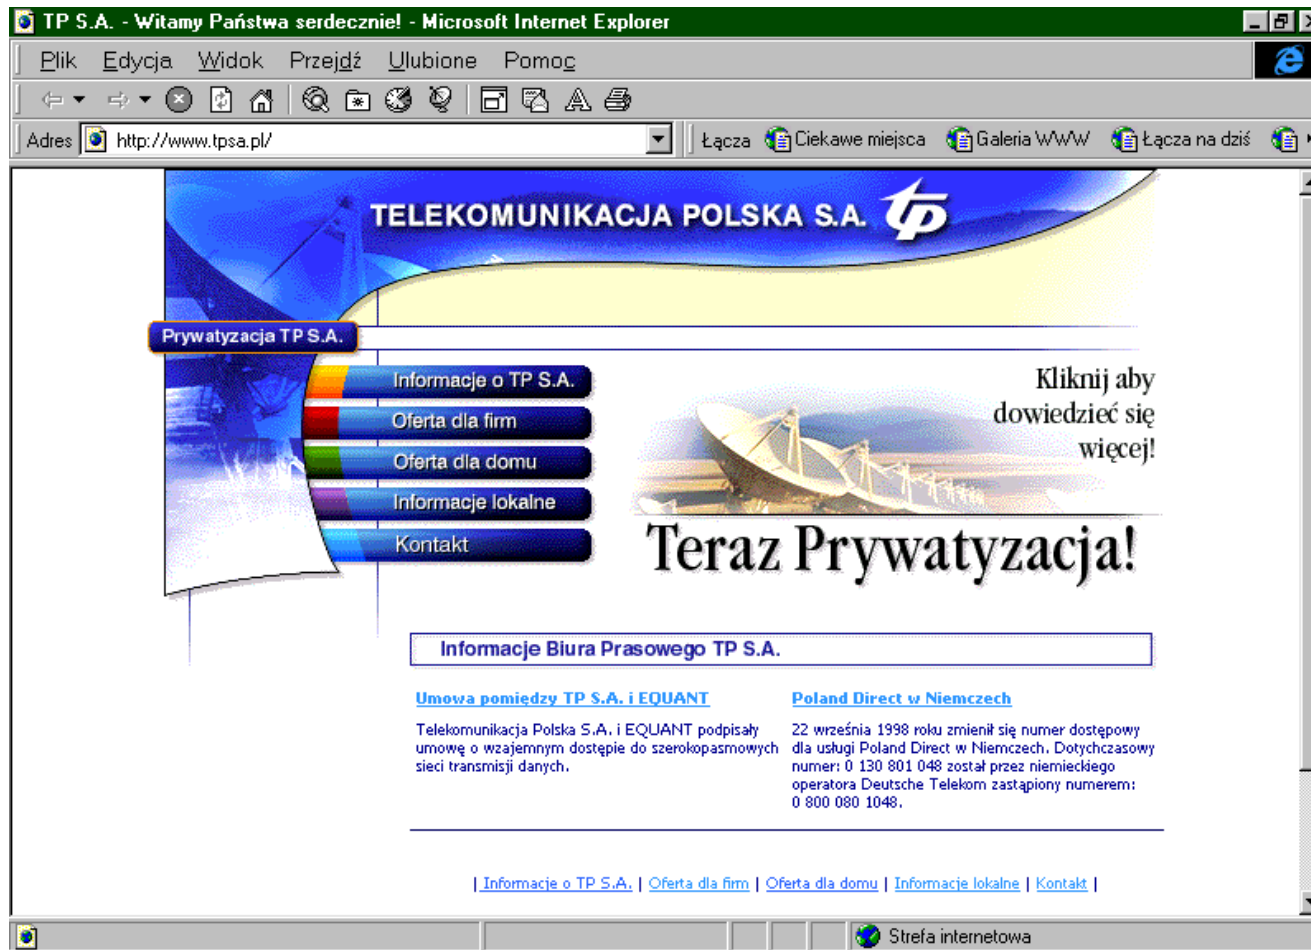 TP S.A. - Witamy Państwa serdecznie! - Microsoft Internet Explorer
Plik Edycja Widok Przejdź Ulubione Pomoc
Adres http://www.tpsa.pl/ Łącza Ciekawe miejsca Galeria WWW Łącza na dziś
TELEKOMUNIKACJA POLSKA S.A. tp
Prywatyzacja TP S.A.
Informacje o TP S.A.
Oferta dla firm
Oferta dla domu
Informacje lokalne
Kontakt
Kliknij aby
dowiedzieć się
więcej!
Teraz Prywatyzacja!
Informacje Biura Prasowego TP S.A.
Umowa pomiędzy TP S.A. i EQUANT
Telekomunikacja Polska S.A. i EQUANT podpisały
umowę o wzajemnym dostępie do szerokopasmowych
sieci transmisji danych.
Poland Direct w Niemczech
22 września 1998 roku zmienił się numer dostępowy
dla usługi Poland Direct w Niemczech. Dotychczasowy
numer: 0 130 801 048 został przez niemieckiego
operatora Deutsche Telekom zastąpiony numerem:
0 800 080 1048.
| Informacje o TP S.A. | Oferta dla firm | Oferta dla domu | Informacje lokalne | Kontakt |
Strefa internetowa